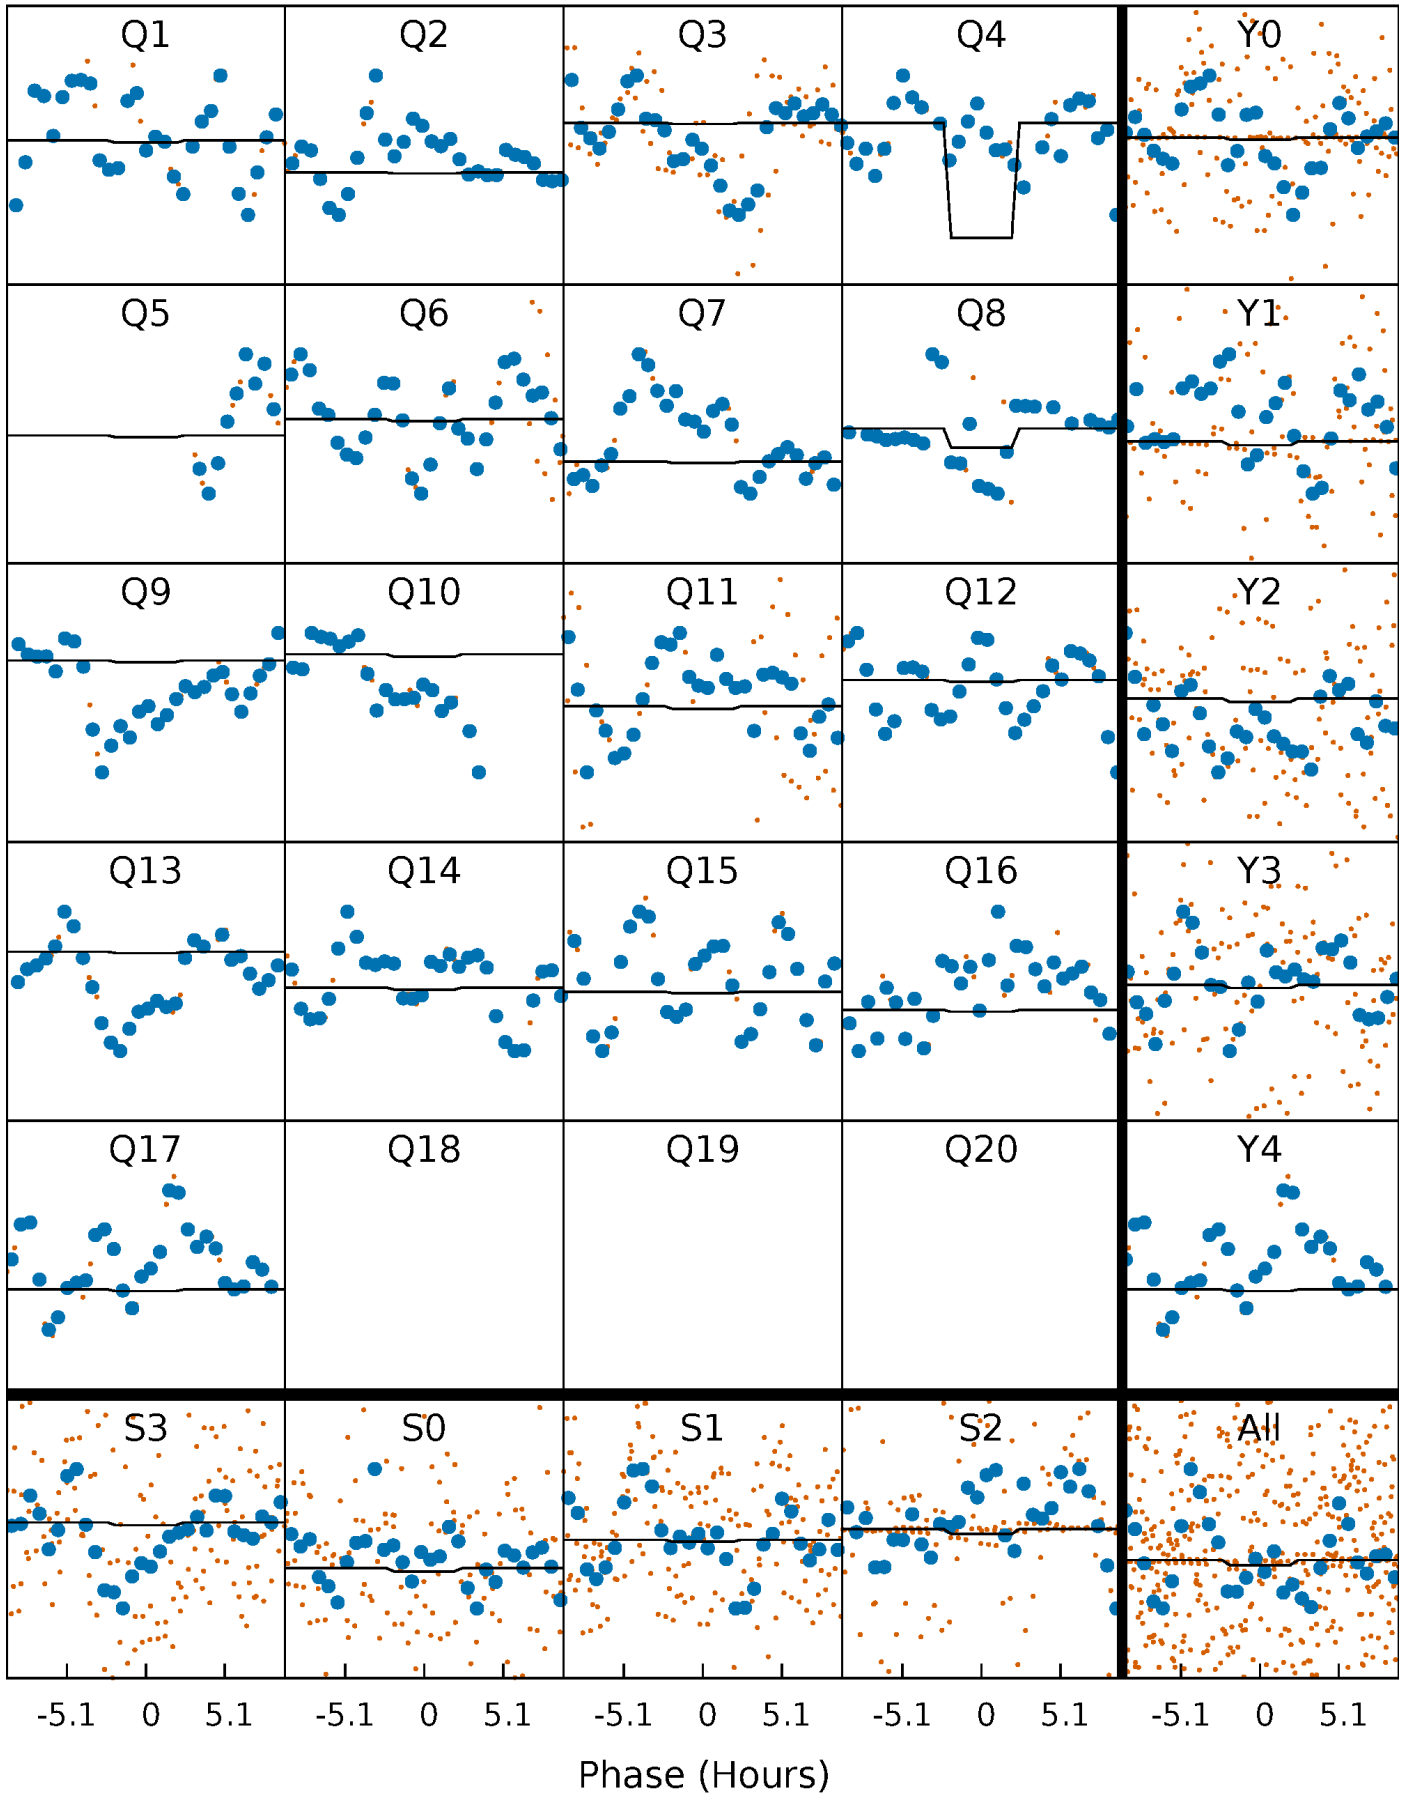 Q1 Q2 Q3 Q4 Y0
Q5 Q6 Q7 Q8 Y1
Q9 Q10 Q11 Q12 Y2
Q13 Q14 Q15 Q16 Y3
Q17 Q18 Q19 Q20 Y4
S3 S0 S1 S2 All
-5.1 0 5.1 -5.1 0 5.1 -5.1 0 5.1 -5.1 0 5.1 -5.1 0 5.1
Phase (Hours)